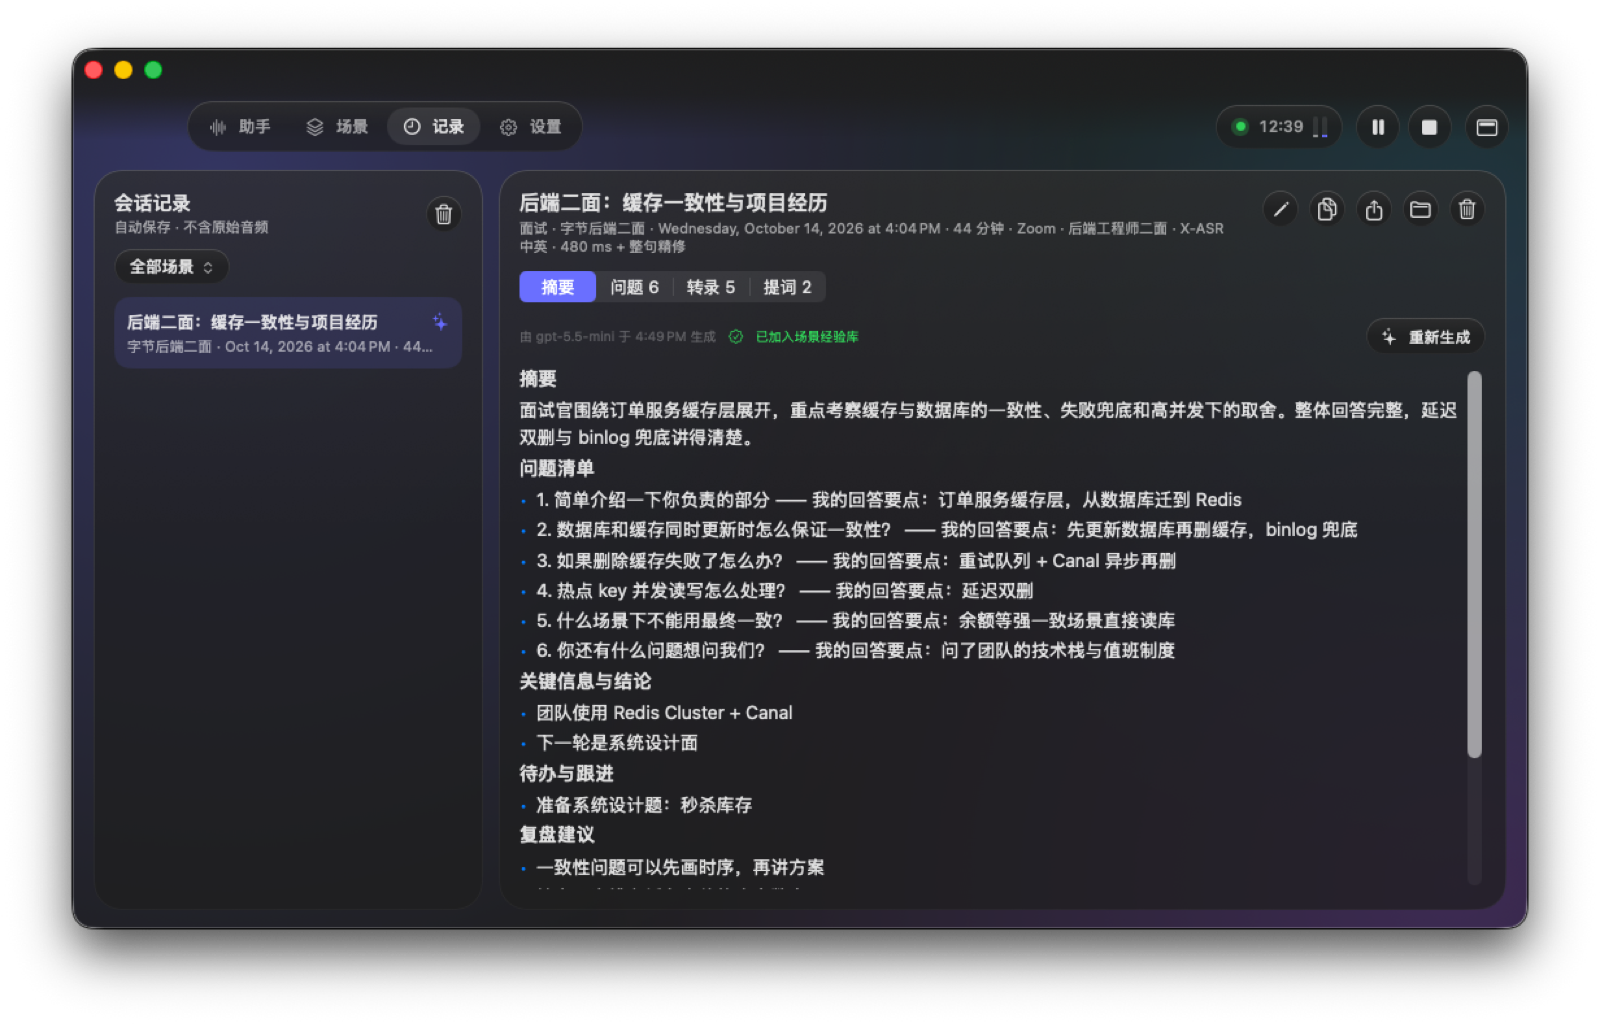 助手
场景
记录
设置
12:39
会话记录
自动保存 · 不含原始音频
全部场景
后端二面：缓存一致性与项目经历
字节后端二面 · Oct 14, 2026 at 4:04 PM · 44...
后端二面：缓存一致性与项目经历
面试 · 字节后端二面 · Wednesday, October 14, 2026 at 4:04 PM · 44 分钟 · Zoom · 后端工程师二面 · X-ASR
中英 · 480 ms + 整句精修
摘要
问题 6
转录 5
提词 2
由 gpt-5.5-mini 于 4:49 PM 生成
已加入场景经验库
重新生成
摘要
面试官围绕订单服务缓存层展开，重点考察缓存与数据库的一致性、失败兜底和高并发下的取舍。整体回答完整，延迟
双删与 binlog 兜底讲得清楚。
问题清单
· 1. 简单介绍一下你负责的部分 —— 我的回答要点：订单服务缓存层，从数据库迁到 Redis
· 2. 数据库和缓存同时更新时怎么保证一致性？ —— 我的回答要点：先更新数据库再删缓存，binlog 兜底
· 3. 如果删除缓存失败了怎么办？ —— 我的回答要点：重试队列 + Canal 异步再删
· 4. 热点 key 并发读写怎么处理？ —— 我的回答要点：延迟双删
· 5. 什么场景下不能用最终一致？ —— 我的回答要点：余额等强一致场景直接读库
· 6. 你还有什么问题想问我们？ —— 我的回答要点：问了团队的技术栈与值班制度
关键信息与结论
· 团队使用 Redis Cluster + Canal
· 下一轮是系统设计面
待办与跟进
· 准备系统设计题：秒杀库存
复盘建议
· 一致性问题可以先画时序，再讲方案